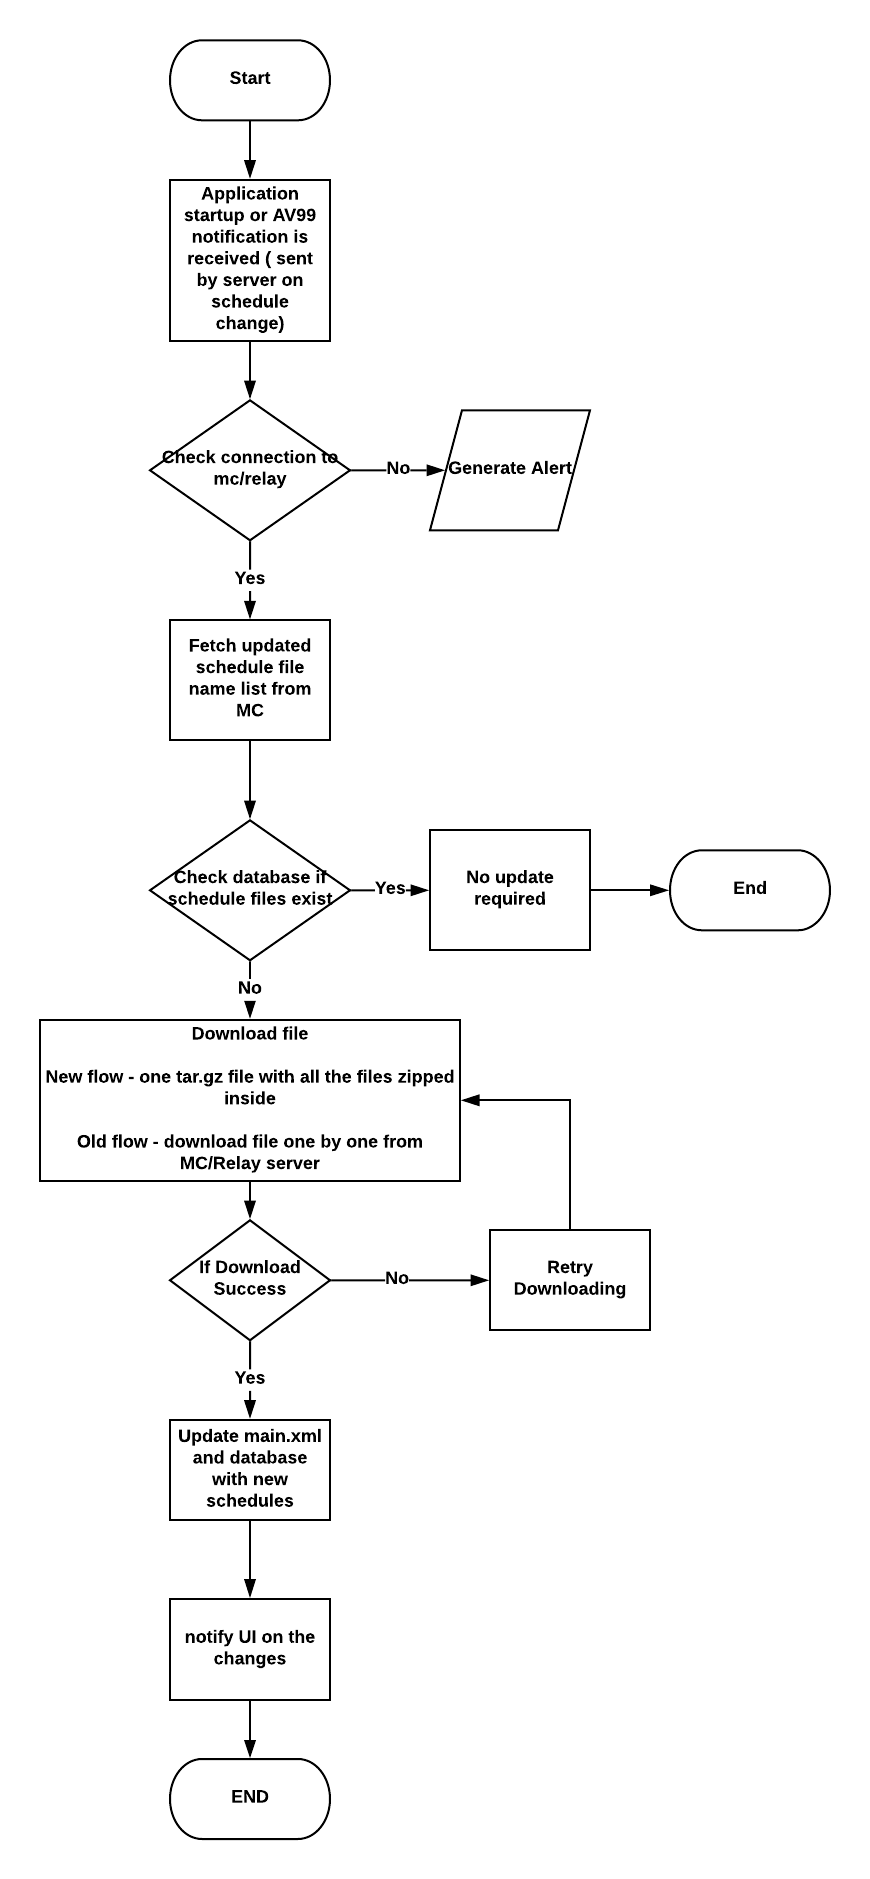 Start
Application
startup or AV99
notification is
received ( sent
by server on
schedule
change)
Check connection to
mc/relay
No
Generate Alert
Yes
Fetch updated
schedule file
name list from
MC
Check database if
schedule files exist
Yes
No update
required
End
No
Download file
New flow - one tar.gz file with all the files zipped
inside
Old flow - download file one by one from
MC/Relay server
If Download
Success
No
Retry
Downloading
Yes
Update main.xml
and database
with new
schedules
notify UI on the
changes
END